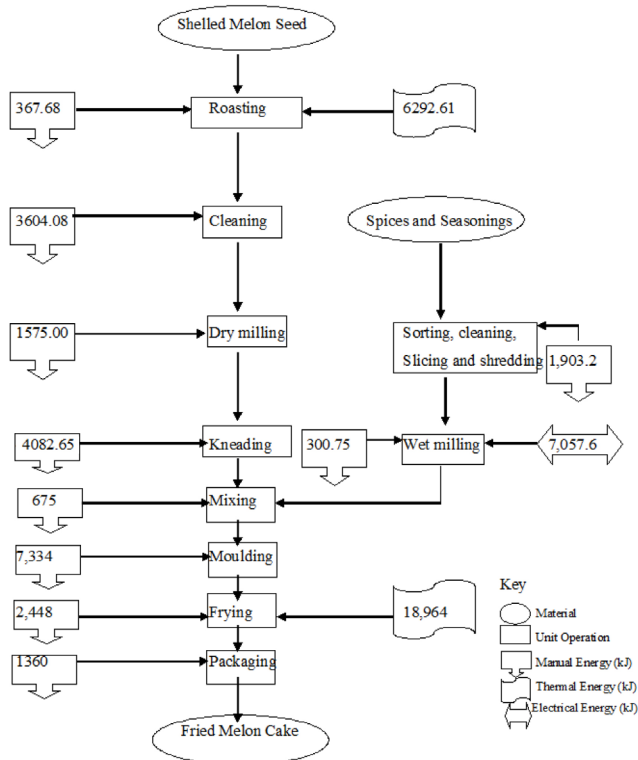 Shelled Melon Seed
367.68
Roasting
6292.61
3604.08
Cleaning
Spices and Seasonings
1575.00
Dry milling
Sorting, cleaning,
Slicing and shredding
1,903.2
4082.65
Kneading
300.75
Wet milling
7,057.6
675
Mixing
7,334
Moulding
2,448
Frying
18,964
1360
Packaging
Fried Melon Cake
Key
Material
Unit Operation
Manual Energy (kJ)
Thermal Energy (kJ)
Electrical Energy (kJ)